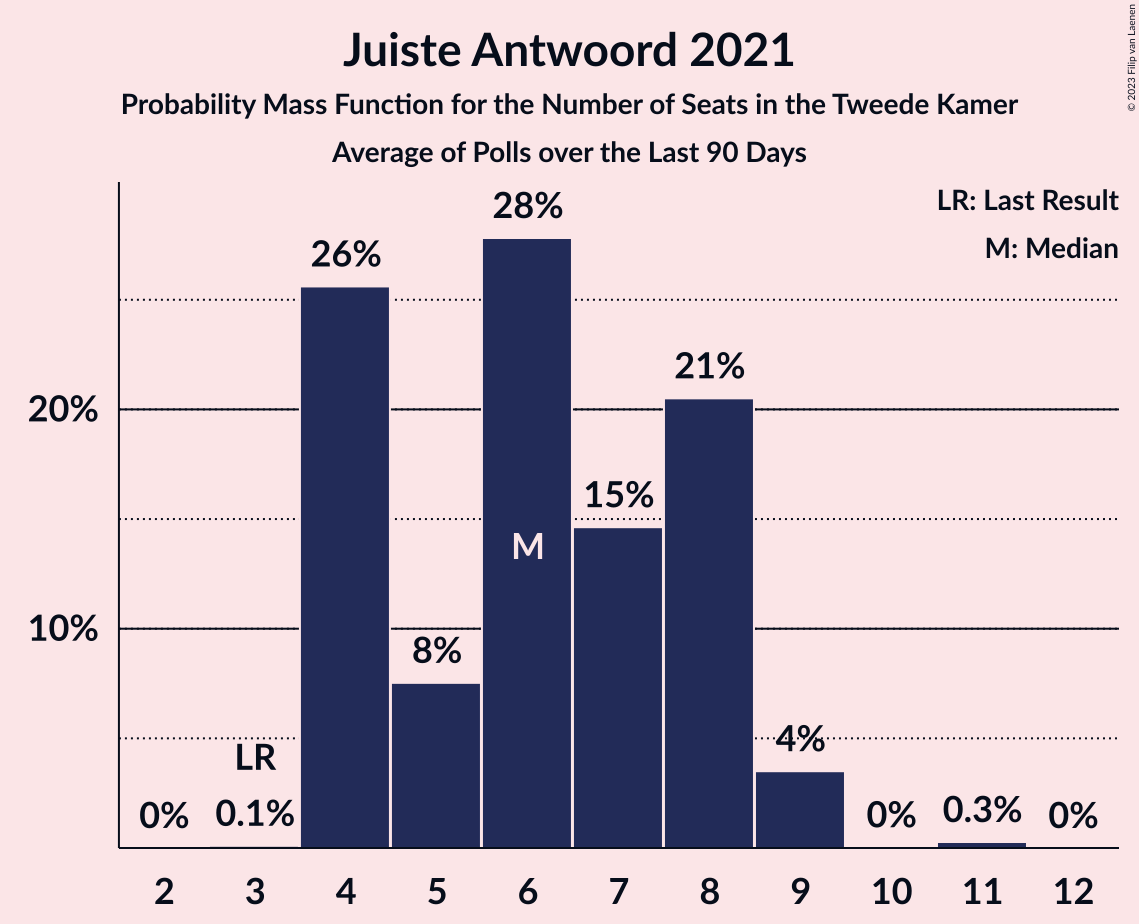 Juiste Antwoord 2021
Probability Mass Function for the Number of Seats in the Tweede Kamer
Average of Polls over the Last 90 Days
© 2023 Filip van Laenen
LR: Last Result
M: Median
28%
26%
21%
20%
15%
M
10%
8%
4%
LR
0%
0.1%
0%
0.3%
0%
2 3 4 5 6 7 8 9 10 11 12